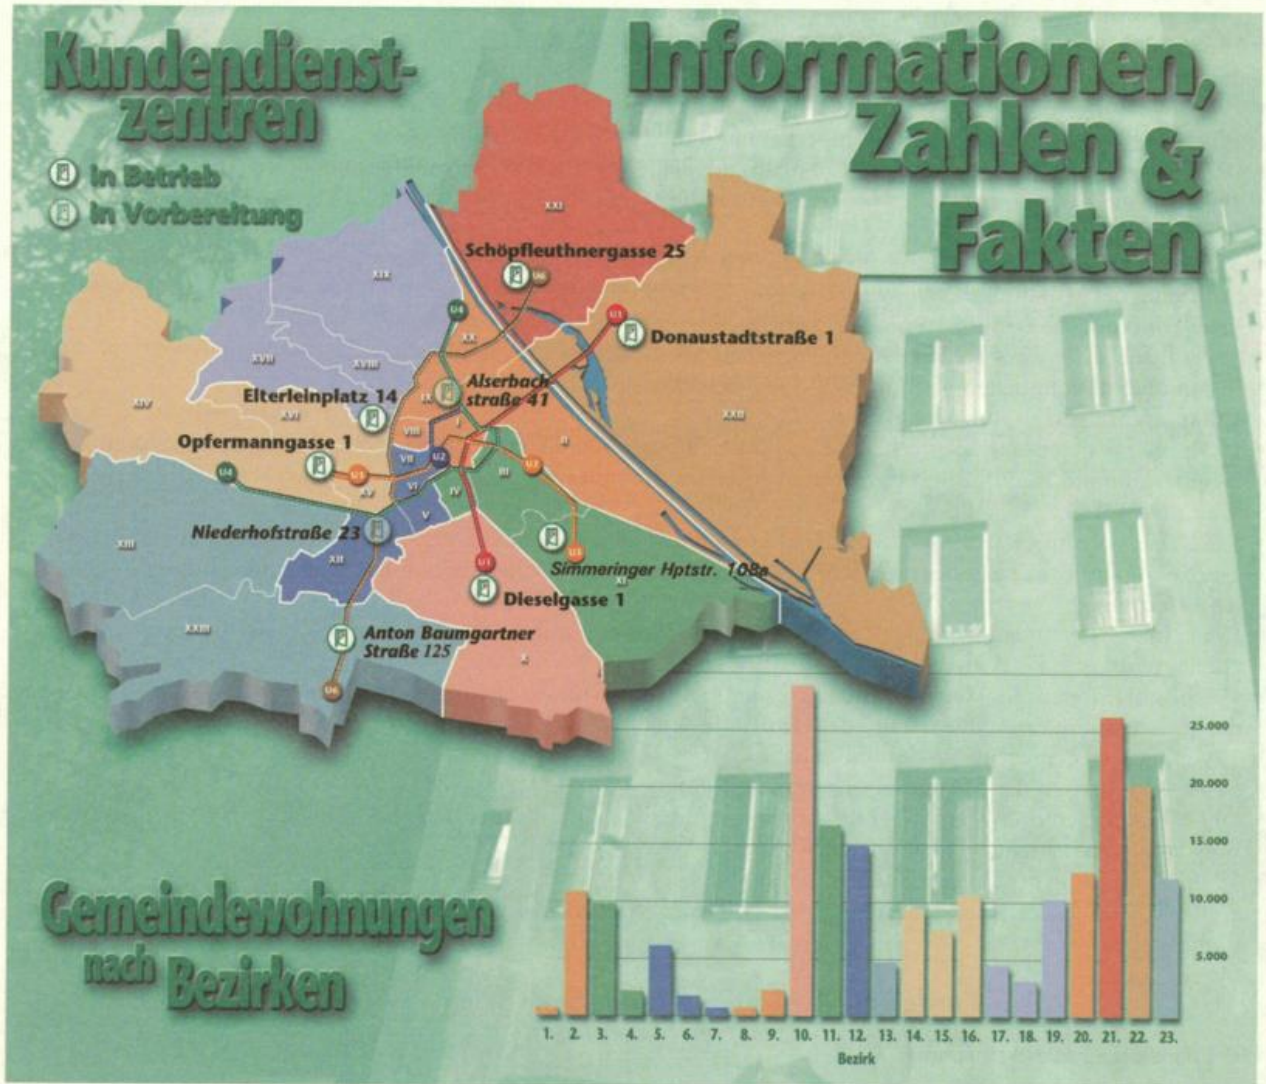 Kundendienst-
zentren
In Betrieb
In Vorbereitung
Informationen,
Zahlen &
Fakten
XXI
Schöpfleuthnergasse 25
U6
XIX
U4
U1
Donaustadtstraße 1
XX
XVII
XVIII
Elterleinplatz 14
Alserbach
straße 41
IX
XIV
XVI
XXII
VIII
I
II
Opfermanngasse 1
VII
U2
U3
III
U4
U3
XV
VI
IV
V
Niederhofstraße 23
XIII
XII
U1
U3
Simmeringer Hptstr. 108a
XI
Dieselgasse 1
XXIII
Anton Baumgartner
Straße 125
X
U6
25.000
20.000
15.000
10.000
5.000
Gemeindewohnungen
nach Bezirken
1. 2. 3. 4. 5. 6. 7. 8. 9. 10. 11. 12. 13. 14. 15. 16. 17. 18. 19. 20. 21. 22. 23.
Bezirk